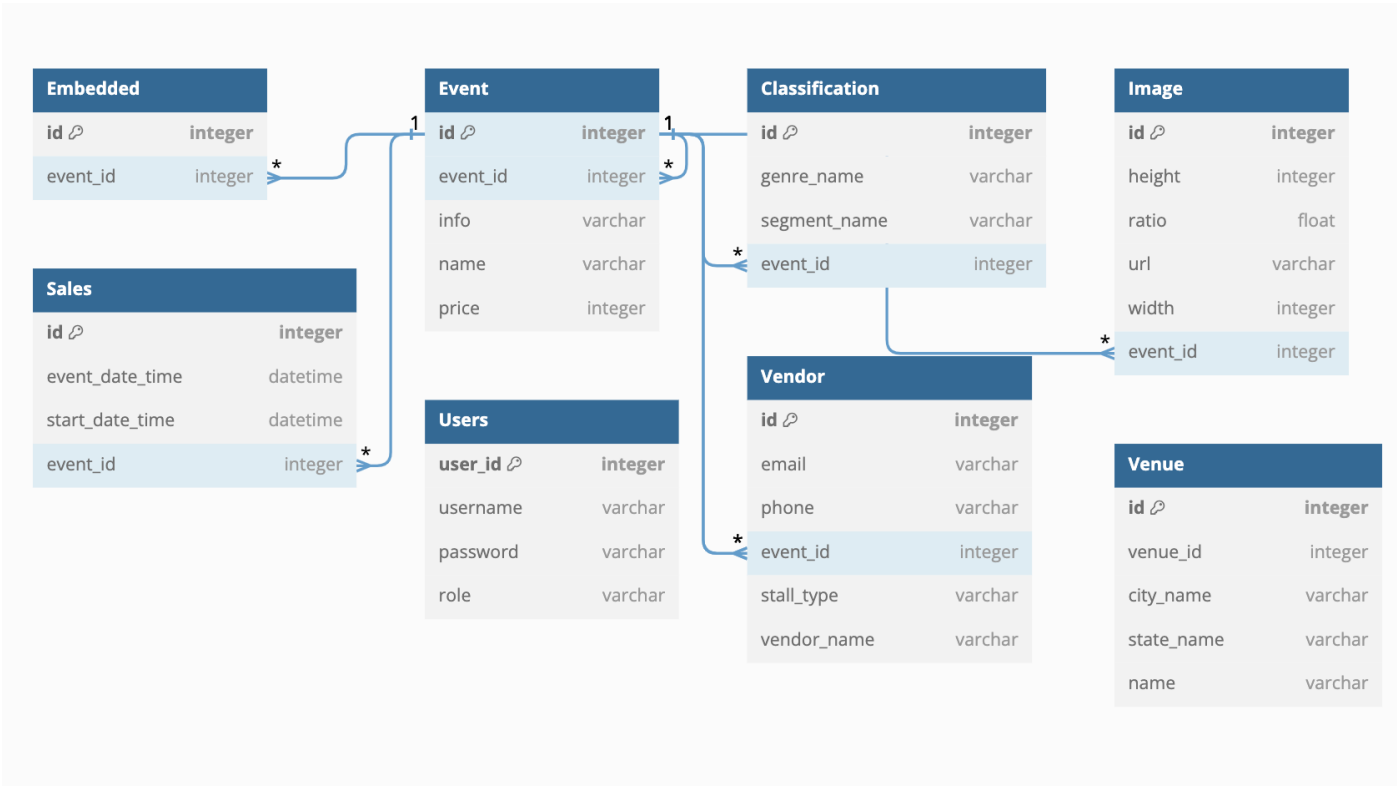 Embedded
id integer
event_id integer
*
1
Event
id integer
event_id integer
info varchar
name varchar
price integer
1
*
Classification
id integer
genre_name varchar
segment_name varchar
event_id integer
*
Image
id integer
height integer
ratio float
url varchar
width integer
event_id integer
*
Sales
id integer
event_date_time datetime
start_date_time datetime
event_id integer
*
Users
user_id integer
username varchar
password varchar
role varchar
Vendor
id integer
email varchar
phone varchar
event_id integer
stall_type varchar
vendor_name varchar
*
Venue
id integer
venue_id integer
city_name varchar
state_name varchar
name varchar